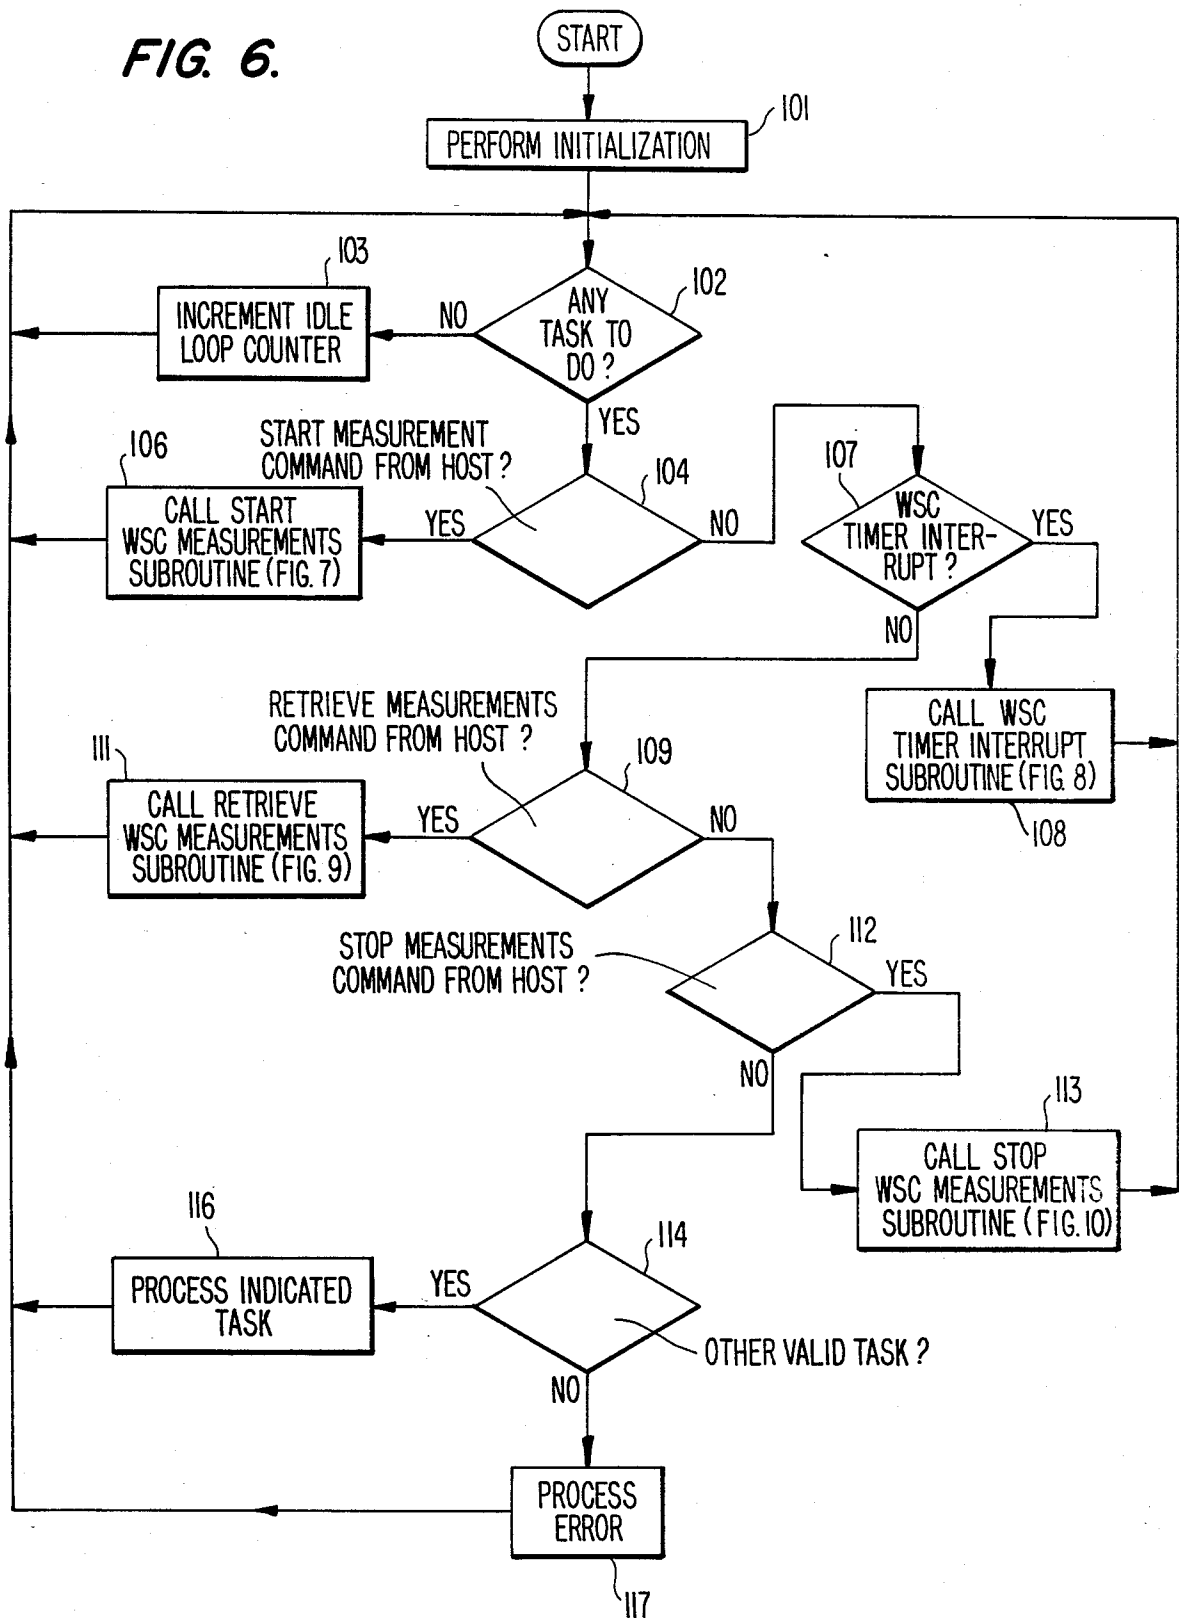 FIG. 6.
START
101
PERFORM INITIALIZATION
103
INCREMENT IDLE
LOOP COUNTER
NO
102
ANY
TASK TO
DO ?
YES
START MEASUREMENT
COMMAND FROM HOST ?
106
CALL START
WSC MEASUREMENTS
SUBROUTINE (FIG. 7)
YES
104
NO
107
WSC
TIMER INTER-
RUPT ?
YES
NO
CALL WSC
TIMER INTERRUPT
SUBROUTINE (FIG. 8)
108
RETRIEVE MEASUREMENTS
COMMAND FROM HOST ?
111
CALL RETRIEVE
WSC MEASUREMENTS
SUBROUTINE (FIG. 9)
YES
109
NO
STOP MEASUREMENTS
COMMAND FROM HOST ?
112
YES
NO
113
CALL STOP
WSC MEASUREMENTS
SUBROUTINE (FIG. 10)
116
PROCESS INDICATED
TASK
YES
114
OTHER VALID TASK ?
NO
PROCESS
ERROR
117